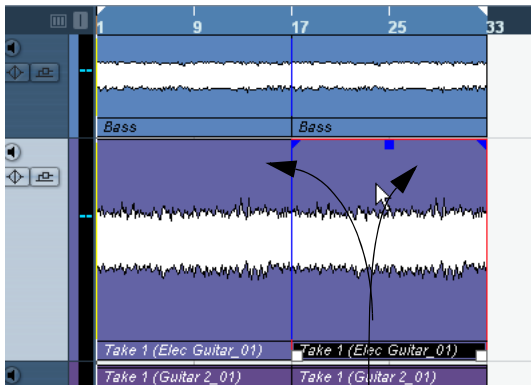 1 9 17 25 33
Bass Bass
Take 1 (Elec Guitar_01) Take 1 (Elec Guitar_01)
Take 1 (Guitar 2_01) Take 1 (Guitar 2_01)